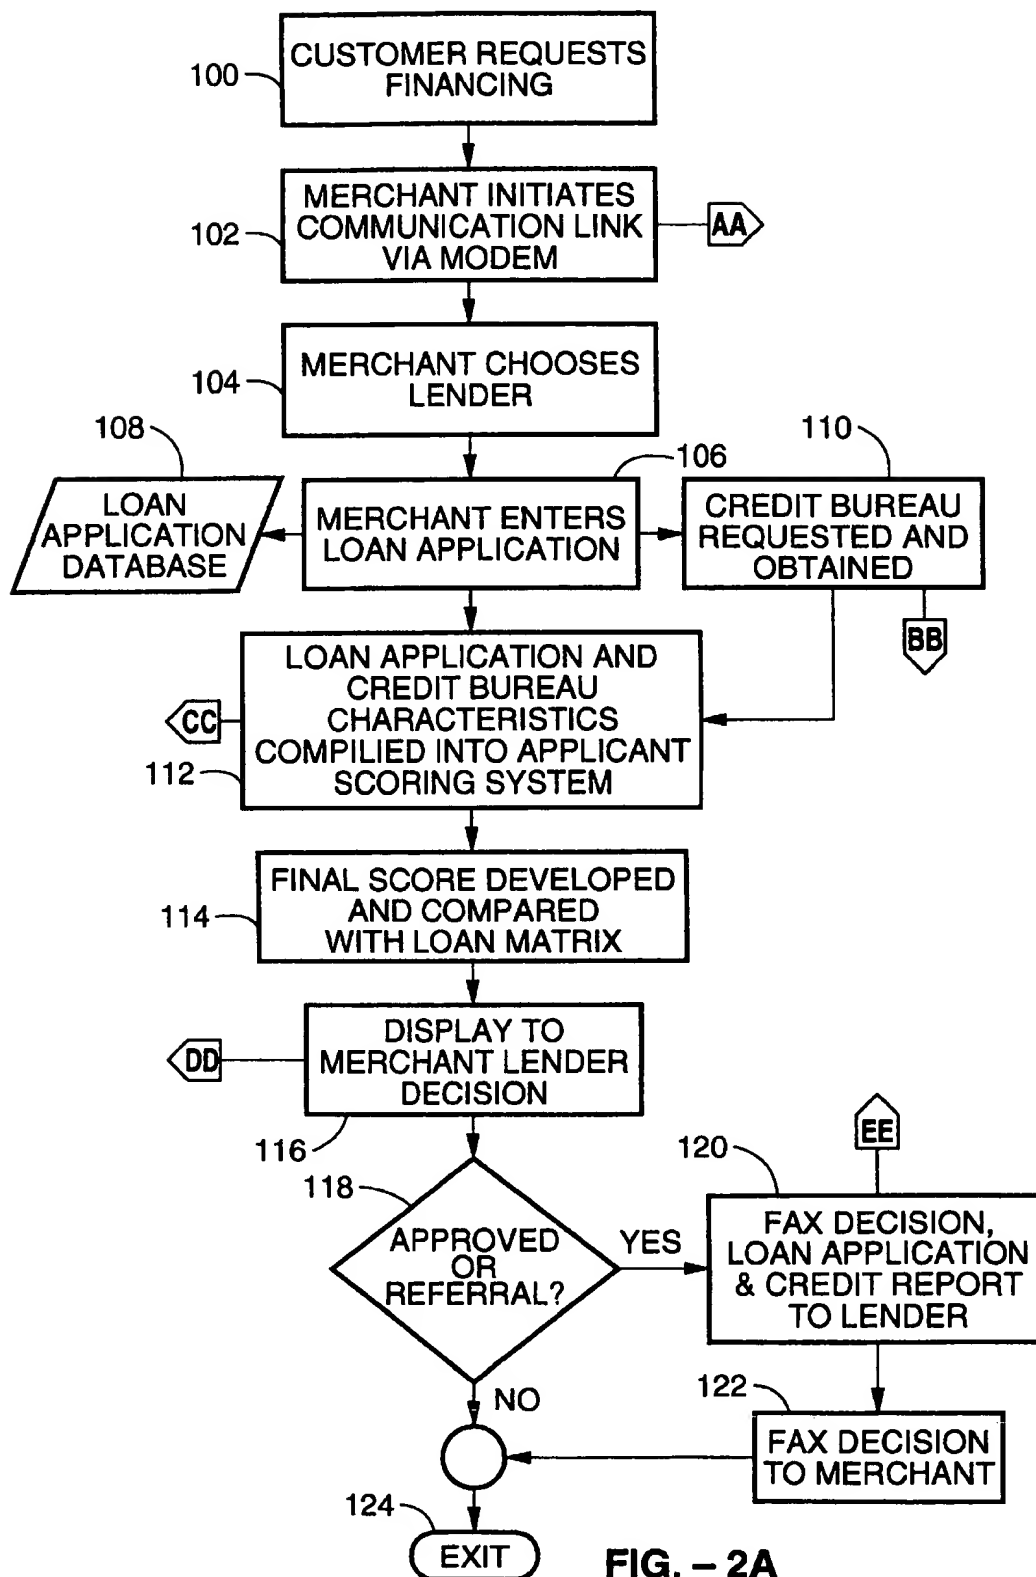 CUSTOMER REQUESTS
FINANCING
100
MERCHANT INITIATES
COMMUNICATION LINK
VIA MODEM
102
AA
MERCHANT CHOOSES
LENDER
104
108
106
110
LOAN
APPLICATION
DATABASE
MERCHANT ENTERS
LOAN APPLICATION
CREDIT BUREAU
REQUESTED AND
OBTAINED
BB
LOAN APPLICATION AND
CREDIT BUREAU
CHARACTERISTICS
COMPILIED INTO APPLICANT
SCORING SYSTEM
CC
112
FINAL SCORE DEVELOPED
AND COMPARED
WITH LOAN MATRIX
114
DISPLAY TO
MERCHANT LENDER
DECISION
DD
116
EE
120
118
APPROVED
OR
REFERRAL?
YES
FAX DECISION,
LOAN APPLICATION
& CREDIT REPORT
TO LENDER
NO
122
FAX DECISION
TO MERCHANT
124
EXIT
FIG. – 2A